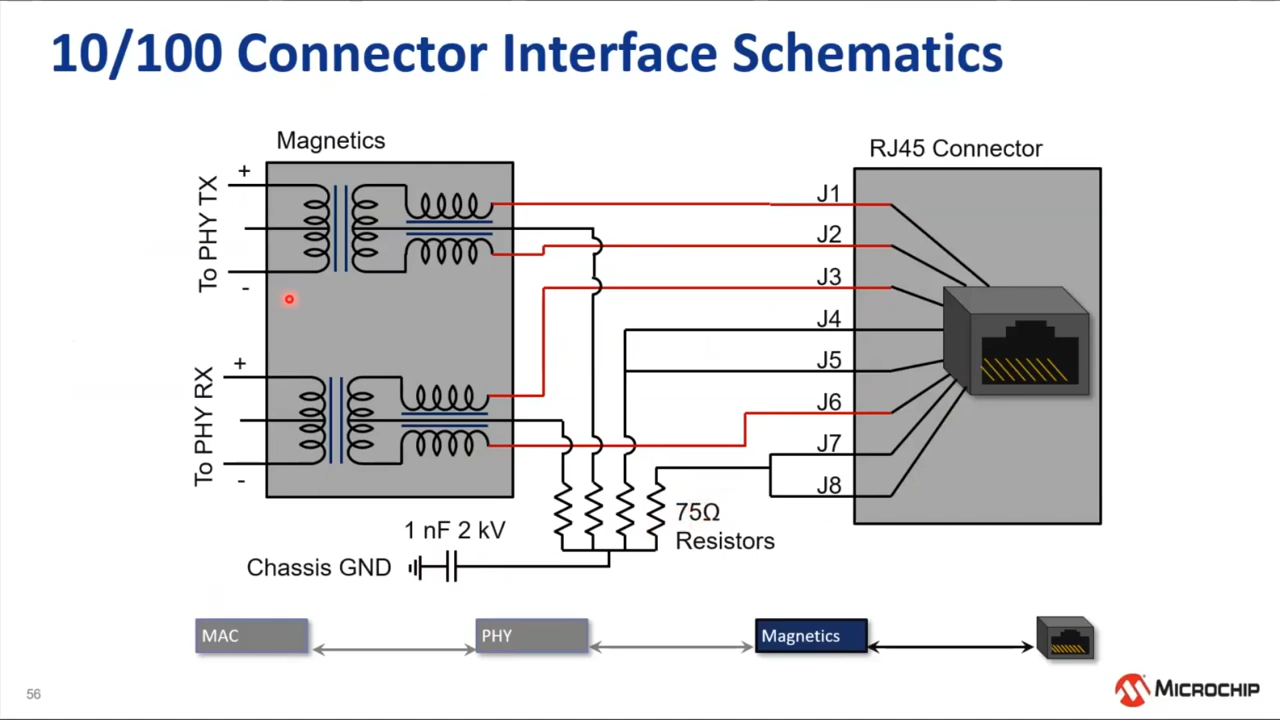 10/100 Connector Interface Schematics
Magnetics
RJ45 Connector
To PHY TX
+
-
To PHY RX
+
-
J1
J2
J3
J4
J5
J6
J7
J8
75Ω
Resistors
1 nF 2 kV
Chassis GND
MAC
PHY
Magnetics
56
MICROCHIP